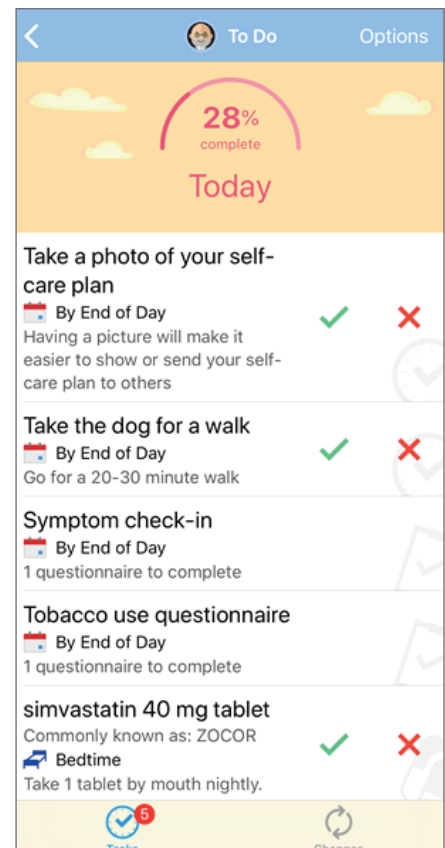 To Do
Options
28%
complete
Today
Take a photo of your self-
care plan
By End of Day
Having a picture will make it
easier to show or send your self-
care plan to others
Take the dog for a walk
By End of Day
Go for a 20-30 minute walk
Symptom check-in
By End of Day
1 questionnaire to complete
Tobacco use questionnaire
By End of Day
1 questionnaire to complete
simvastatin 40 mg tablet
Commonly known as: ZOCOR
Bedtime
Take 1 tablet by mouth nightly.
5
Tasks
Changes